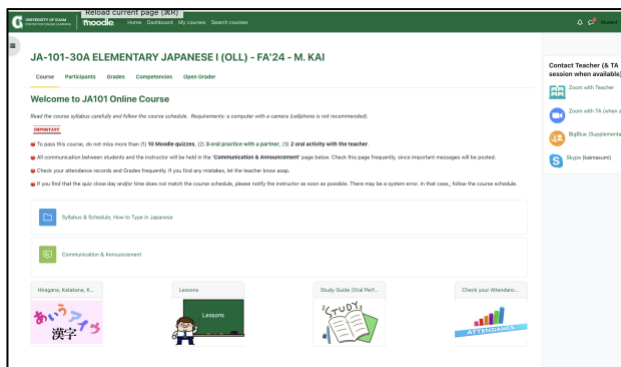 Reload current page (⌘R)
UNIVERSITY OF GUAM
moodle
Home Dashboard My courses Search courses
Student
JA-101-30A ELEMENTARY JAPANESE I (OLL) - FA'24 - M. KAI
Course Participants Grades Competencies Open Grader
Welcome to JA101 Online Course
Read the course syllabus carefully and follow the course schedule. Requirements: a computer with a camera (cellphone is not recommended).
IMPORTANT
To pass this course, do not miss more than (1) 10 Moodle quizzes, (2) 3 oral practice with a partner, (3) 2 oral activity with the teacher.
All communication between students and the instructor will be held in the 'Communication & Announcement' page below. Check this page frequently, since important messages will be posted.
Check your attendance records and Grades frequently. If you find any mistakes, let the teacher know asap.
If you find that the quiz close day and/or time does not match the course schedule, please notify the instructor as soon as possible. There may be a system error. In that case,, follow the course schedule.
Syllabus & Schedule, How to Type in Japanese
Communication & Announcement
Hiragana, Katakana, K...
あいうアイウ
漢字
Lessons
Lessons
Study Guide (Oral Perf...
STUDY
Check your Attendanc...
ATTENDANCE
Contact Teacher (& TA
session when available)
Zoom with Teacher
Zoom with TA (when a
BigBlue (Supplementa
Skype (kaimasumi)